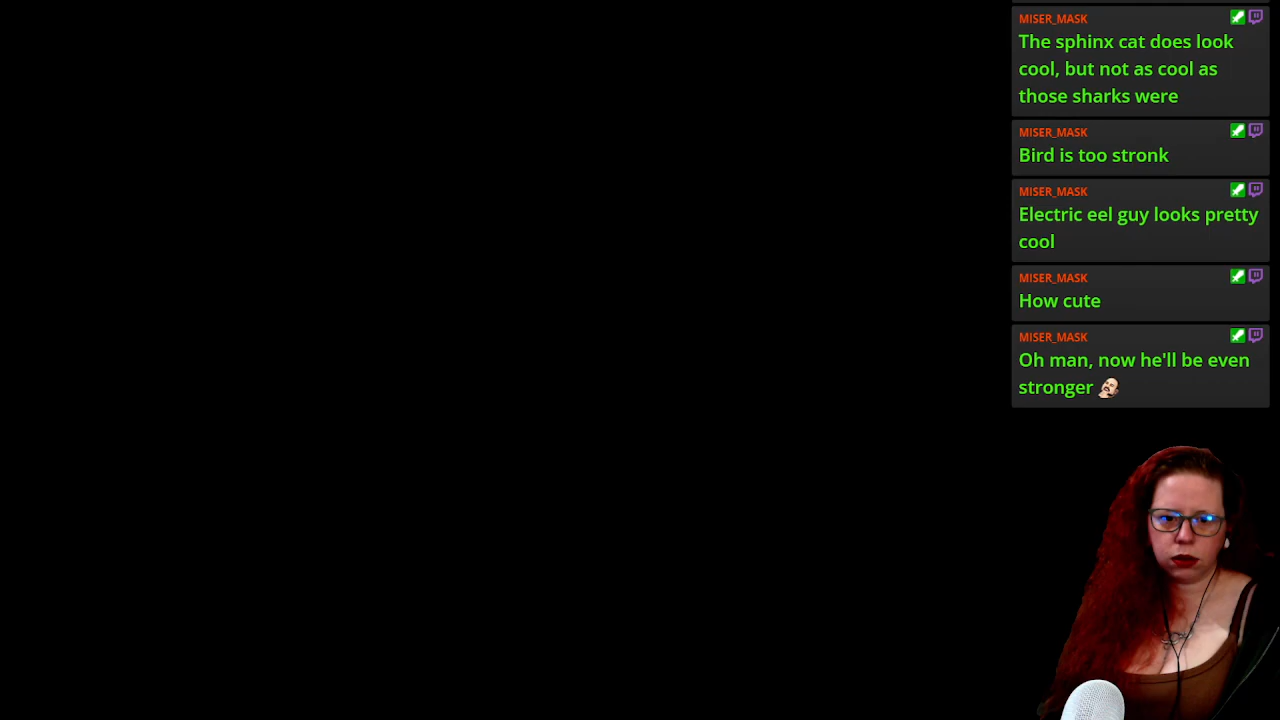 MISER_MASK
The sphinx cat does look
cool, but not as cool as
those sharks were
MISER_MASK
Bird is too stronk
MISER_MASK
Electric eel guy looks pretty
cool
MISER_MASK
How cute
MISER_MASK
Oh man, now he'll be even
stronger